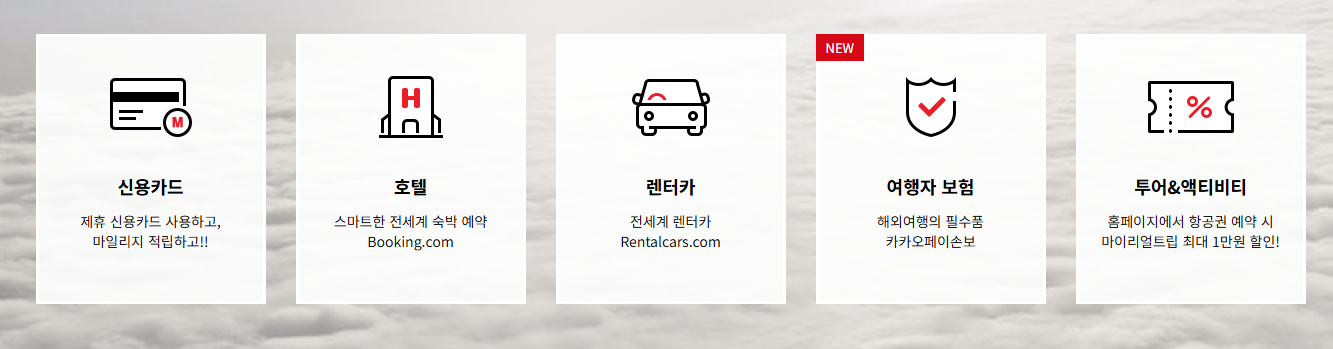 M
신용카드
제휴 신용카드 사용하고,
마일리지 적립하고!!
H
호텔
스마트한 전세계 숙박 예약
Booking.com
렌터카
전세계 렌터카
Rentalcars.com
NEW
여행자 보험
해외여행의 필수품
카카오페이손보
%
투어&액티비티
홈페이지에서 항공권 예약 시
마이리얼트립 최대 1만원 할인!